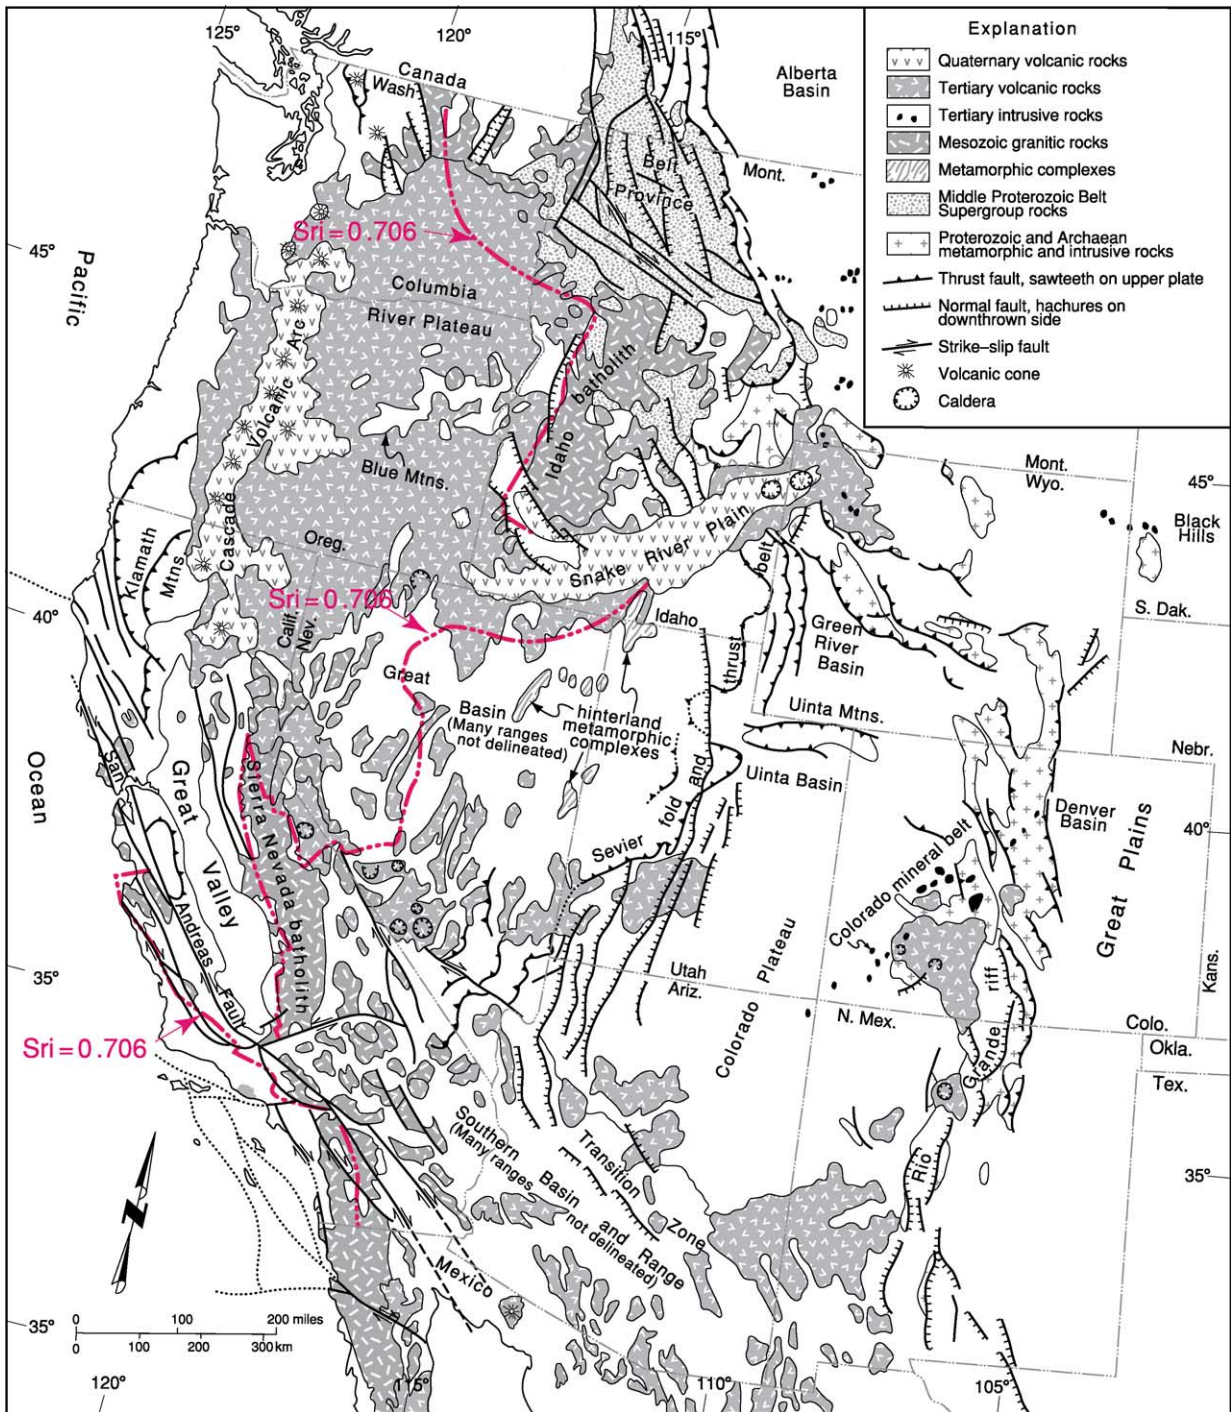 125°
120°
115°
Canada
Wash.
Alberta
Basin
Belt
Province
Mont.
Explanation
Quaternary volcanic rocks
Tertiary volcanic rocks
Tertiary intrusive rocks
Mesozoic granitic rocks
Metamorphic complexes
Middle Proterozoic Belt
Supergroup rocks
Proterozoic and Archaean
metamorphic and intrusive rocks
Thrust fault, sawteeth on upper plate
Normal fault, hachures on
downthrown side
Strike–slip fault
Volcanic cone
Caldera
Sri = 0.706
45°
Pacific
Columbia
River Plateau
Cascade Volcanic Arc
Idaho batholith
Blue Mtns.
Mont.
Wyo.
45°
Black
Hills
Klamath
Mtns.
Oreg.
Snake River Plain
S. Dak.
40°
Sri = 0.706
Calif.
Nev.
Idaho
Green
River
Basin
Great
Basin
(Many ranges
not delineated)
hinterland
metamorphic
complexes
Sevier fold and thrust belt
Uinta Mtns.
Uinta Basin
Nebr.
Ocean
San Andreas Fault
Great Valley
Sierra Nevada batholith
Denver
Basin
40°
Colorado mineral belt
Great Plains
Kans.
35°
Utah
Ariz.
Colorado Plateau
N. Mex.
Colo.
Okla.
Tex.
Sri = 0.706
Rio Grande riff
Southern Basin and Range
(Many ranges not delineated)
Transition Zone
35°
N
Mexico
35°
0 100 200 miles
0 100 200 300 km
120°
115°
110°
105°